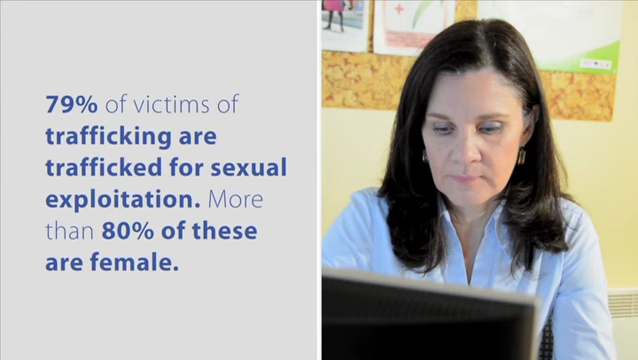 79% of victims of
trafficking are
trafficked for sexual
exploitation. More
than 80% of these
are female.